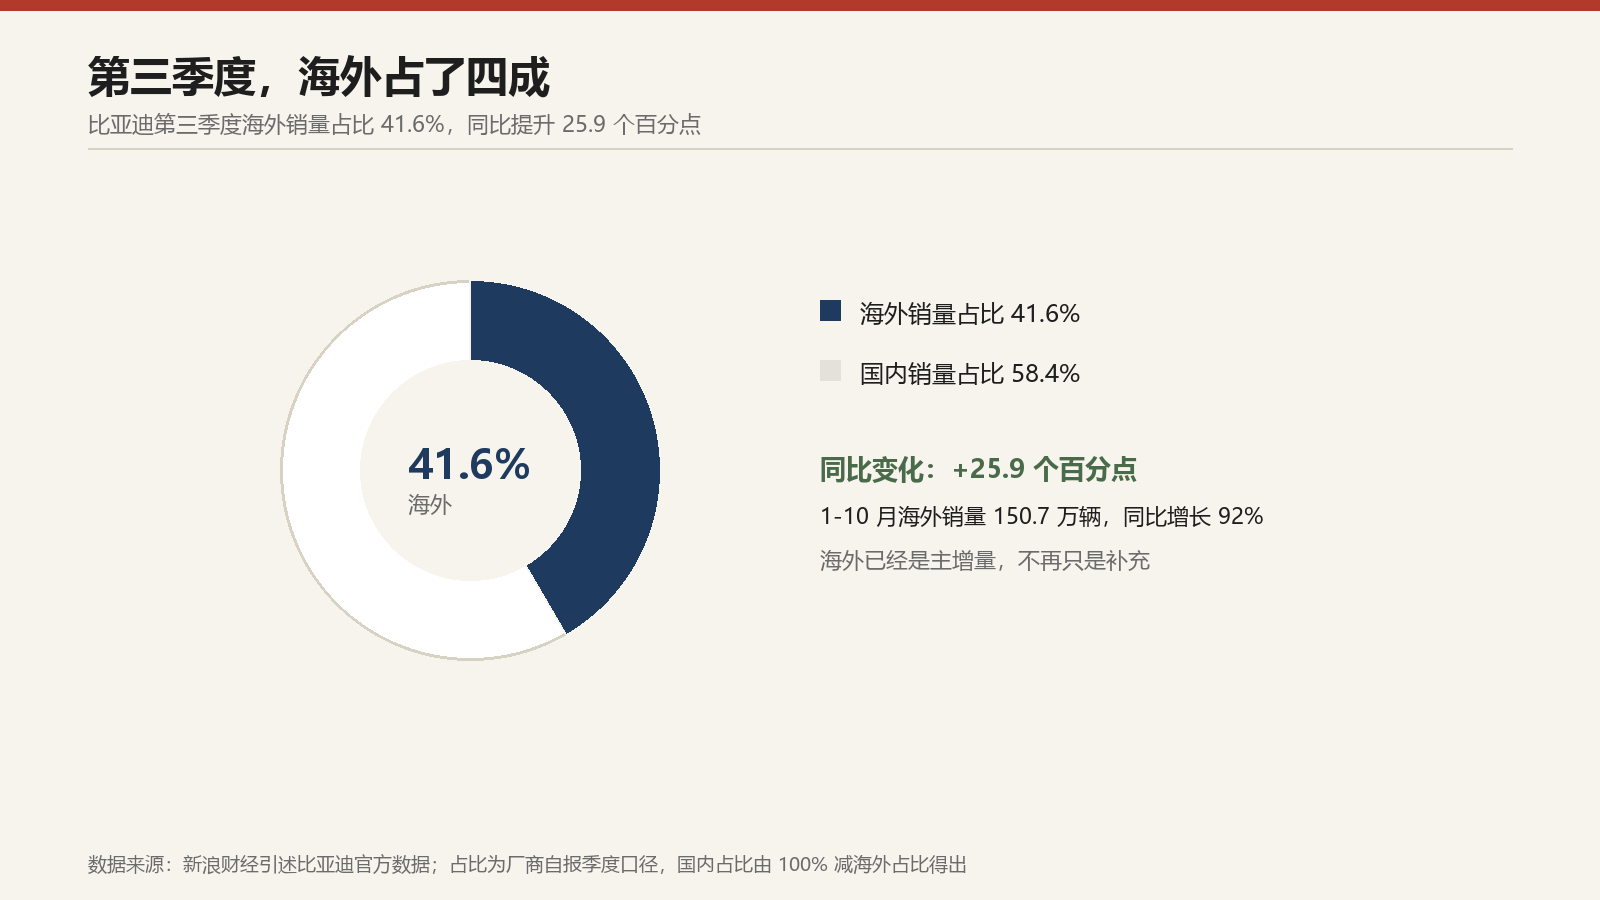 第三季度，海外占了四成
比亚迪第三季度海外销量占比 41.6%，同比提升 25.9 个百分点
海外销量占比 41.6%
国内销量占比 58.4%
41.6%
海外
同比变化：+25.9 个百分点
1-10 月海外销量 150.7 万辆，同比增长 92%
海外已经是主增量，不再只是补充
数据来源：新浪财经引述比亚迪官方数据；占比为厂商自报季度口径，国内占比由 100% 减海外占比得出